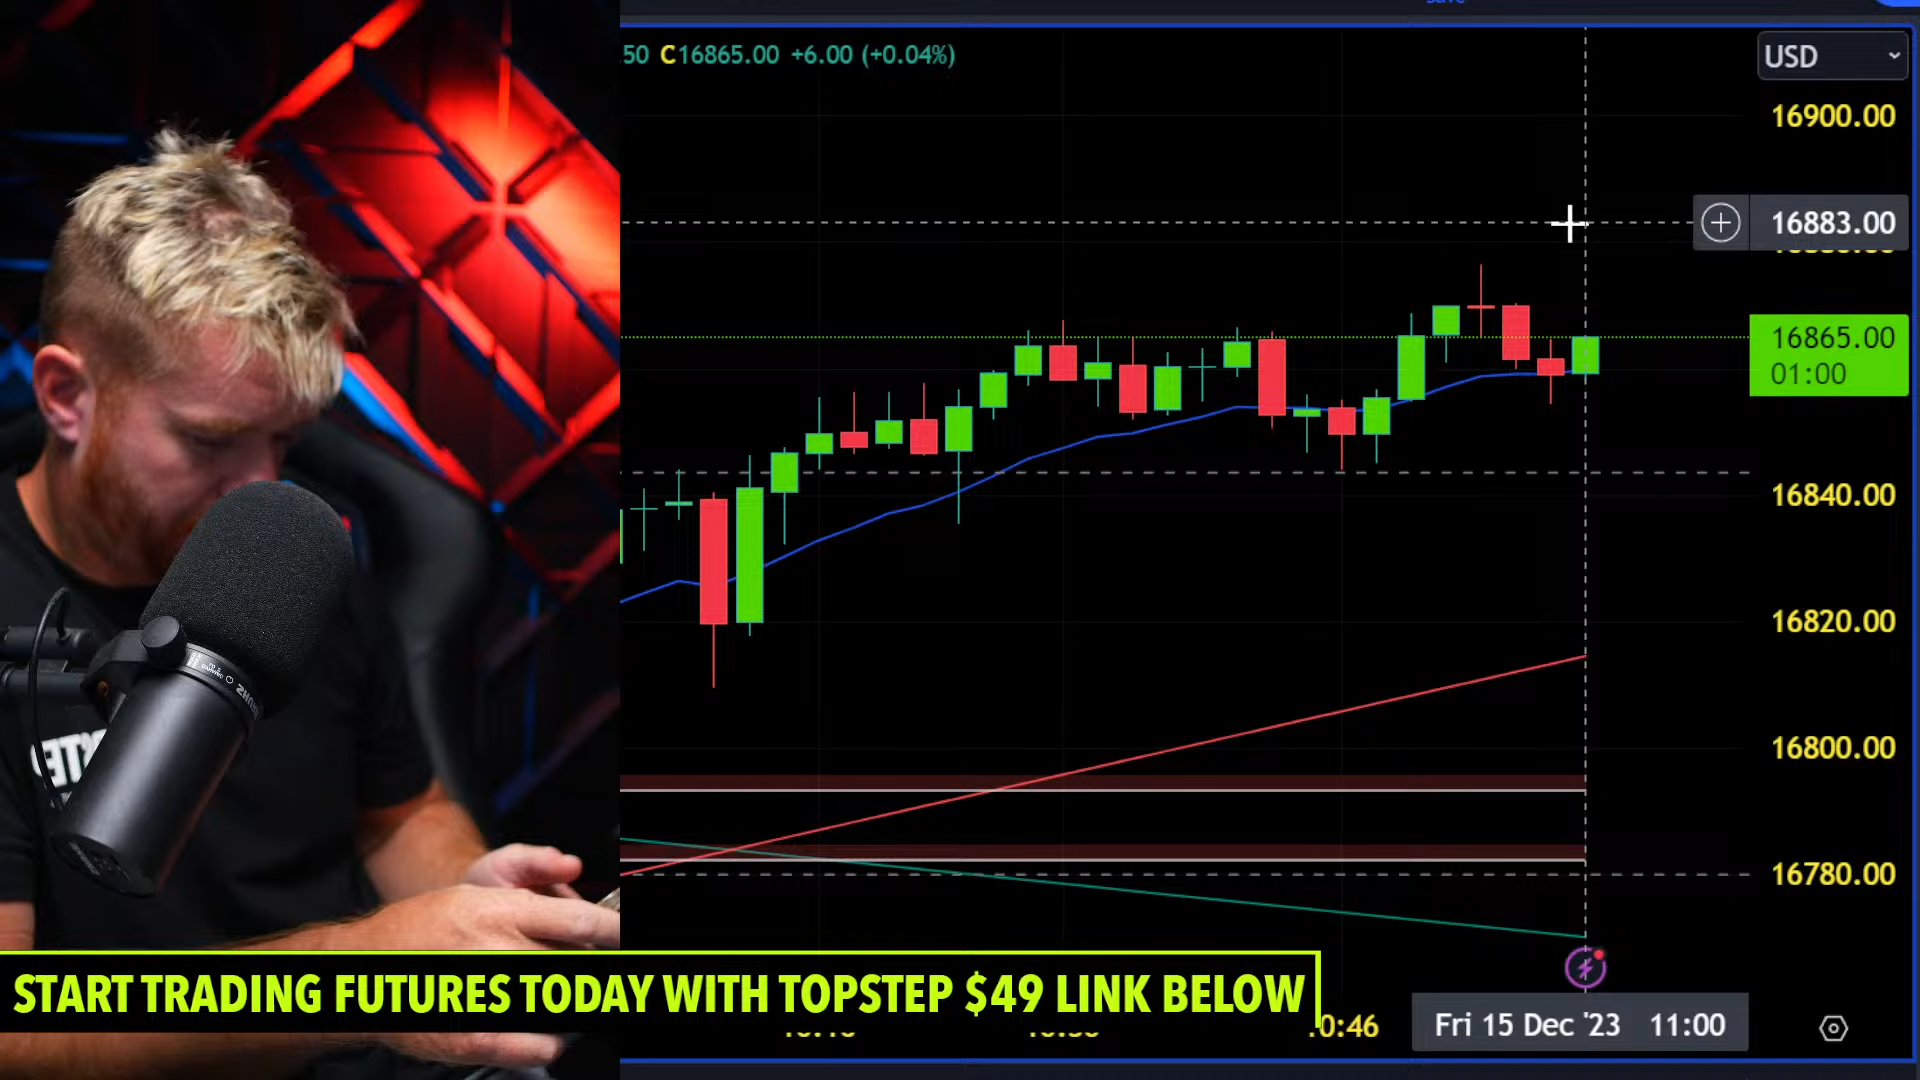 50 C16865.00 +6.00 (+0.04%)
USD
16900.00
16883.00
16865.00
01:00
16840.00
16820.00
16800.00
16780.00
START TRADING FUTURES TODAY WITH TOPSTEP $49 LINK BELOW
0:46
Fri 15 Dec '23 11:00